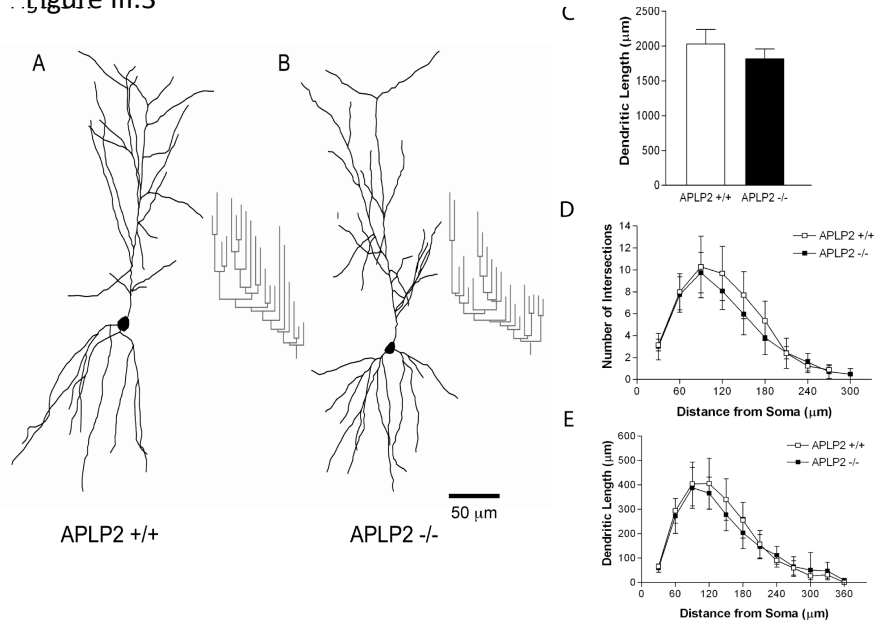 Figure III.3
A
B
APLP2 +/+
APLP2 -/-
50 µm
C
Dendritic Length (µm)
2500
2000
1500
1000
500
0
APLP2 +/+ APLP2 -/-
D
Number of Intersections
14
12
10
8
6
4
2
0
APLP2 +/+
APLP2 -/-
0 60 120 180 240 300
Distance from Soma (µm)
E
Dendritic Length (µm)
600
500
400
300
200
100
0
APLP2 +/+
APLP2 -/-
0 60 120 180 240 300 360
Distance from Soma (µm)